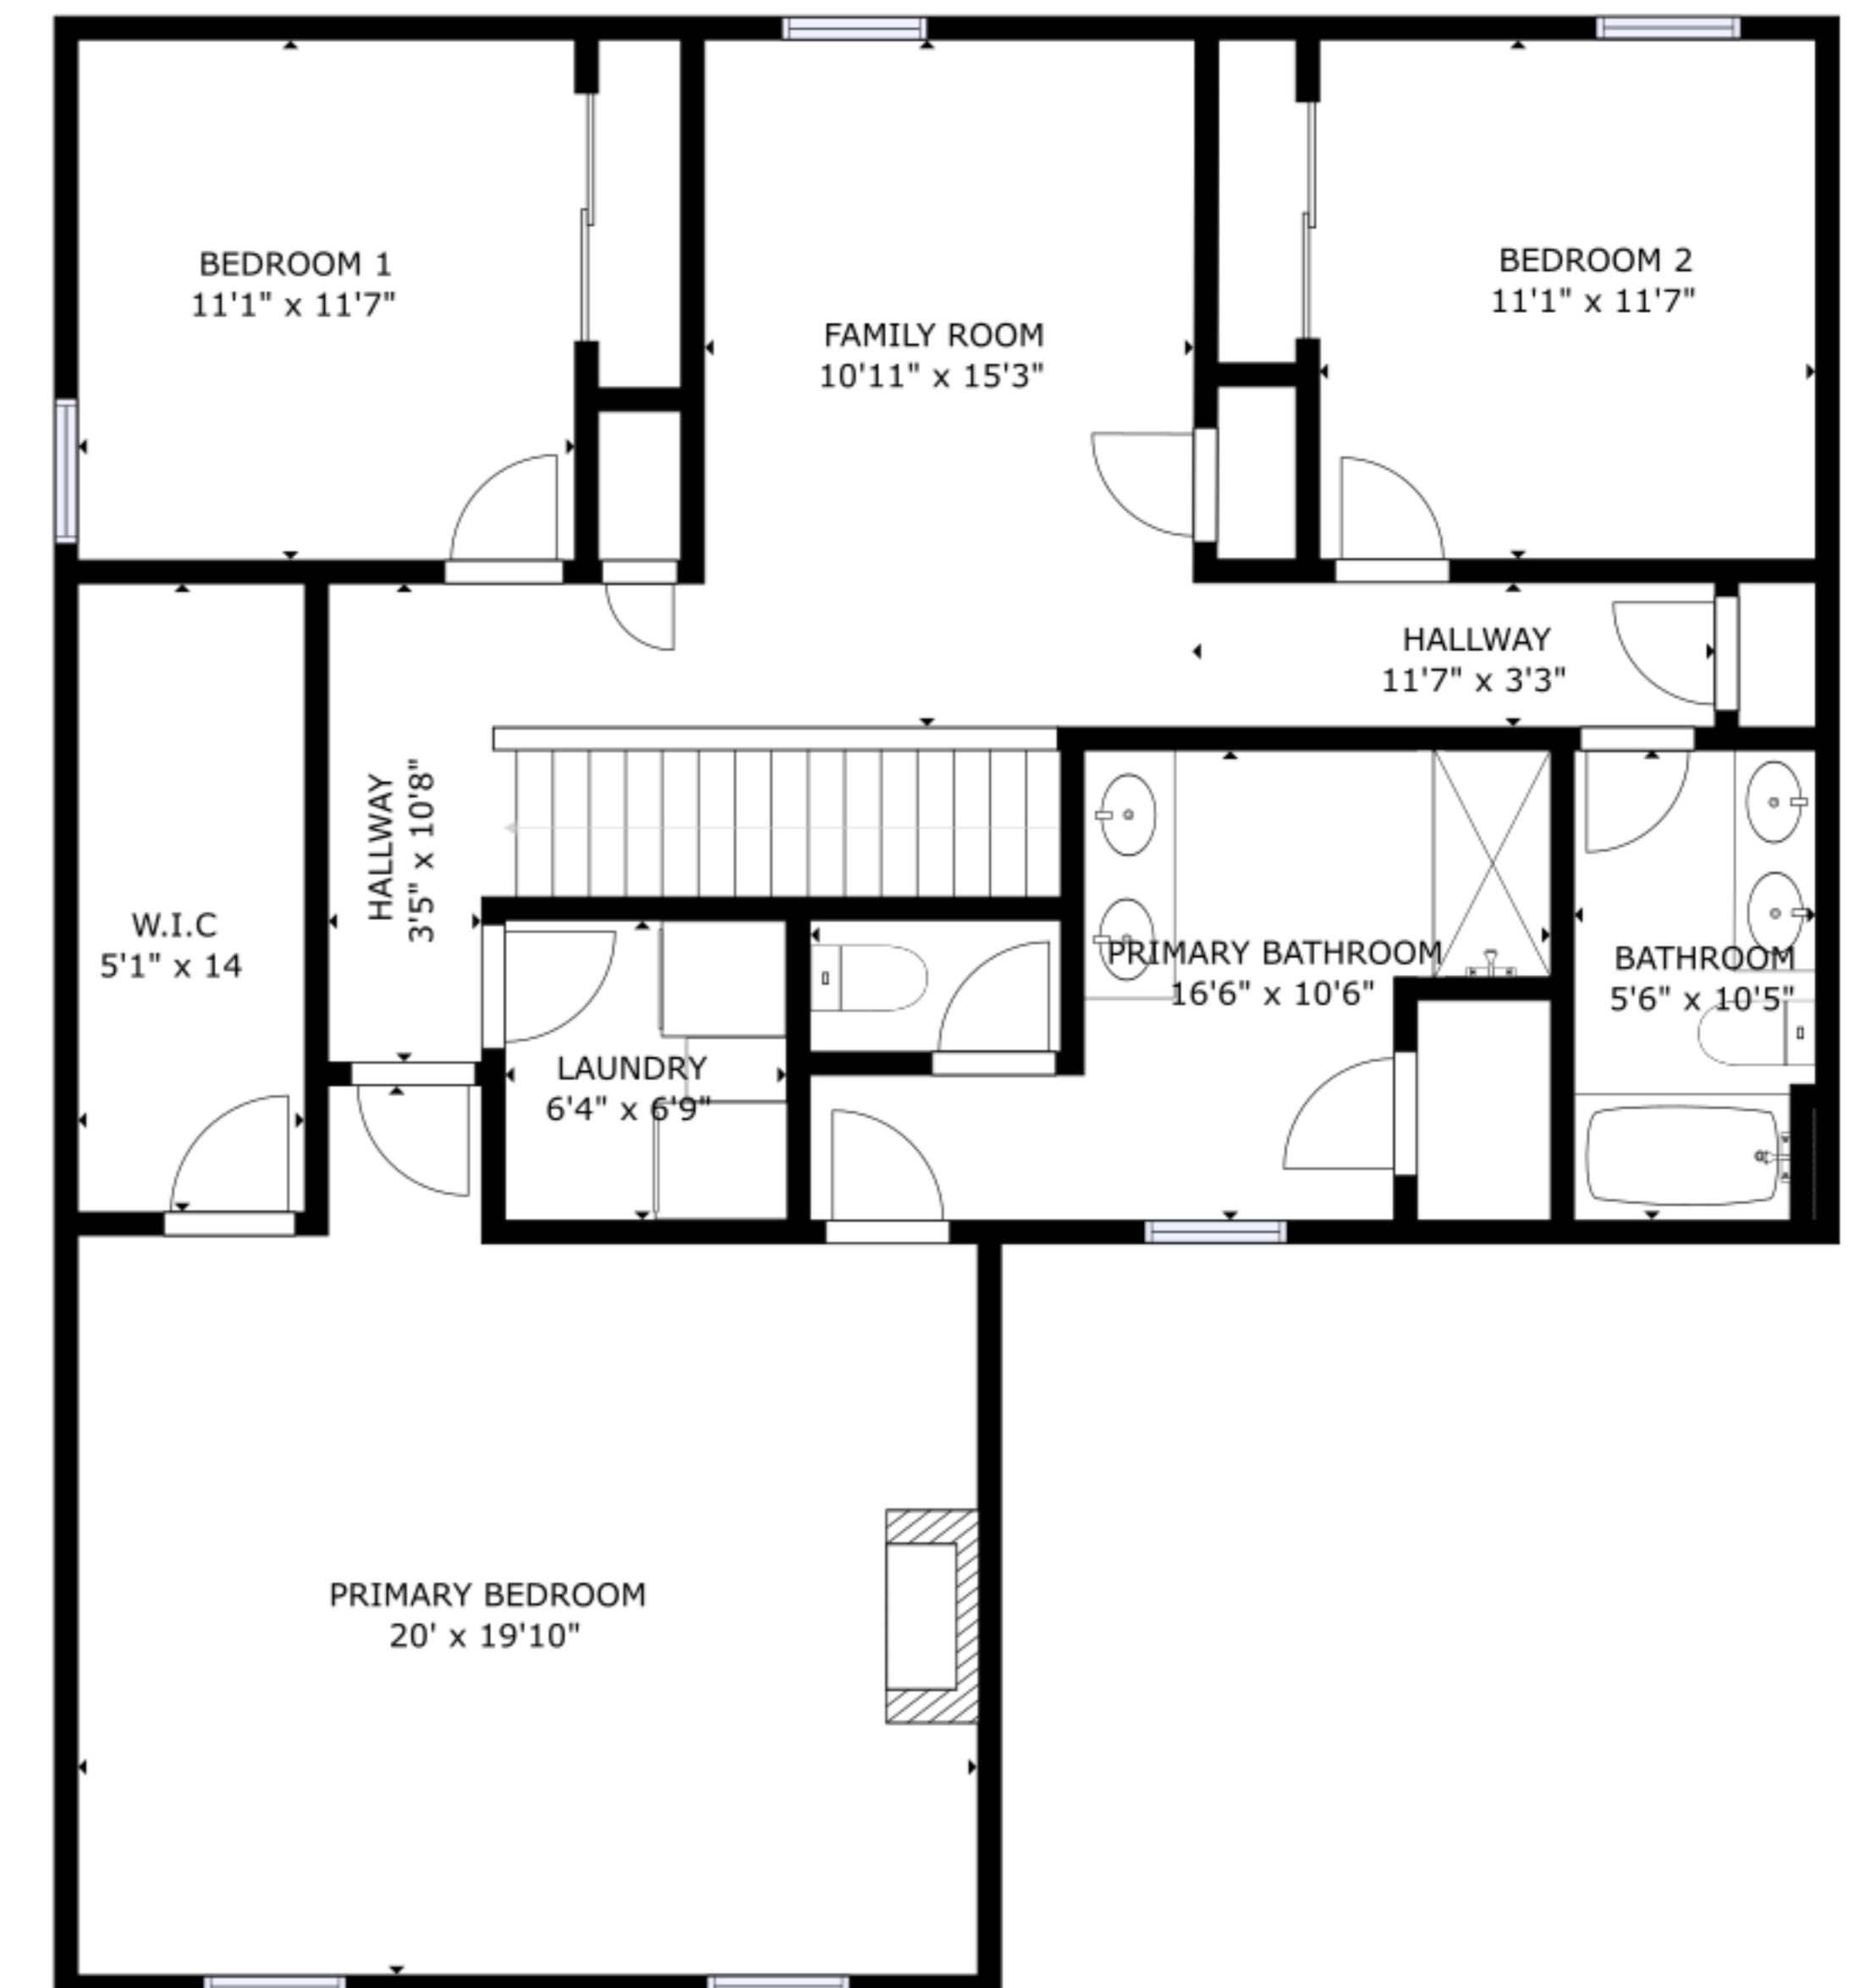 BEDROOM 1
11'1" x 11'7"
BEDROOM 2
11'1" x 11'7"
FAMILY ROOM
10'11" x 15'3"
HALLWAY
11'7" x 3'3"
HALLWAY
3'5" x 10'8"
W.I.C
5'1" x 14
PRIMARY BATHROOM
16'6" x 10'6"
BATHROOM
5'6" x 10'5"
LAUNDRY
6'4" x 6'9"
PRIMARY BEDROOM
20' x 19'10"